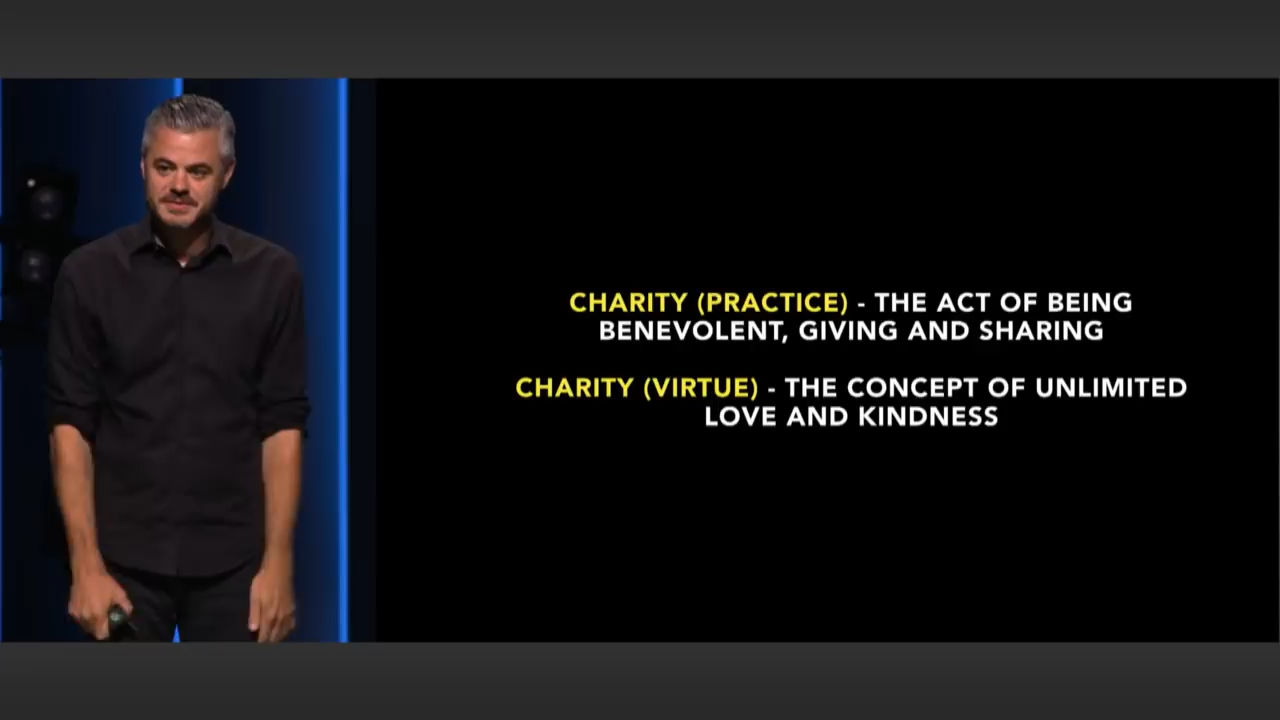 CHARITY (PRACTICE) - THE ACT OF BEING
BENEVOLENT, GIVING AND SHARING
CHARITY (VIRTUE) - THE CONCEPT OF UNLIMITED
LOVE AND KINDNESS